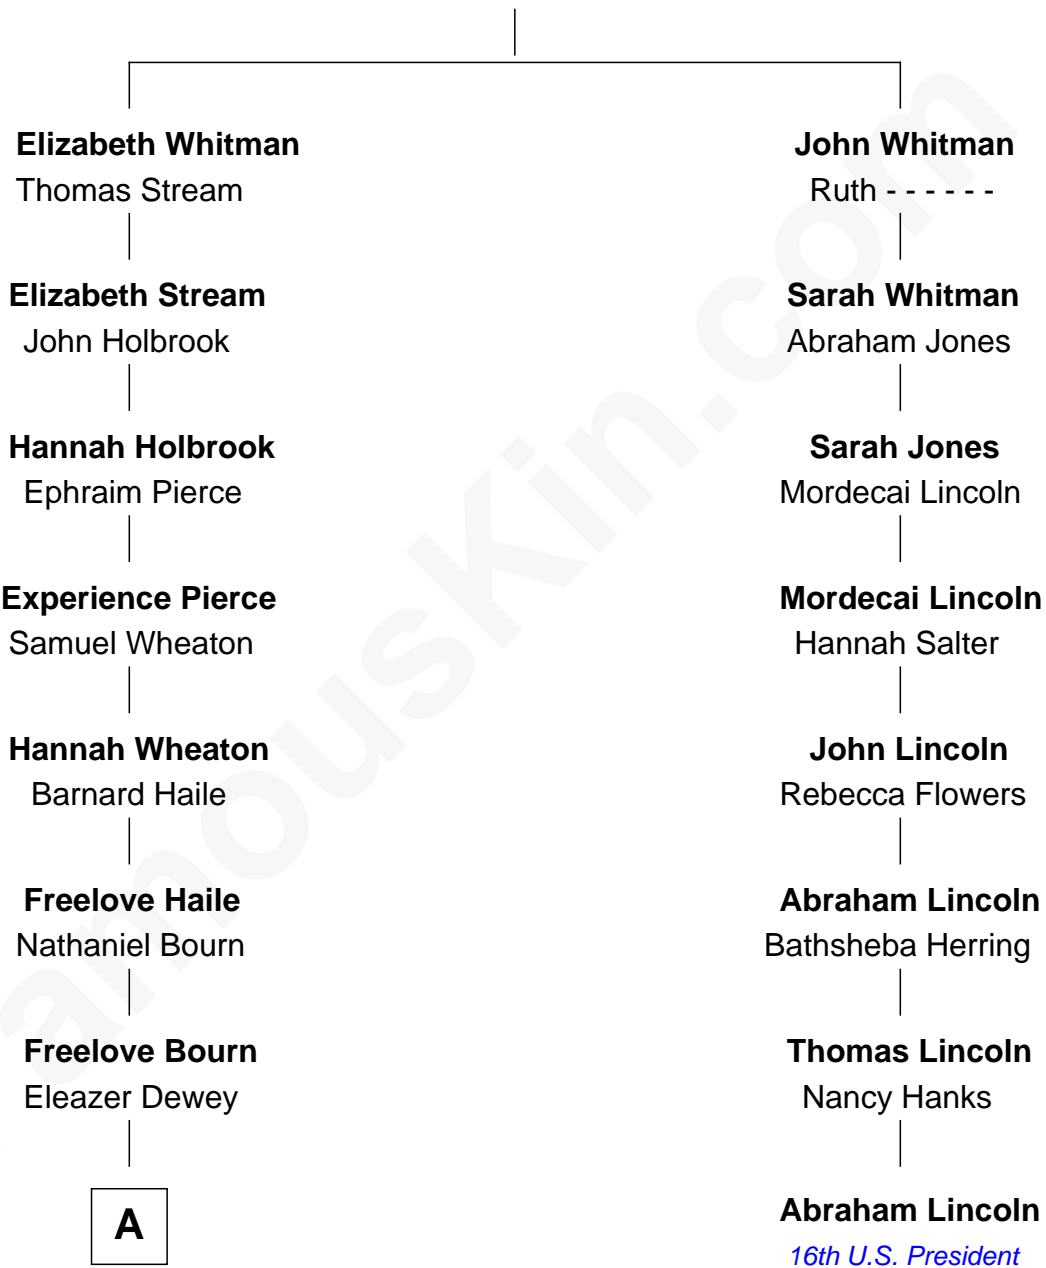 Elizabeth Whitman
Thomas Stream
Elizabeth Stream
John Holbrook
Hannah Holbrook
Ephraim Pierce
Experience Pierce
Samuel Wheaton
Hannah Wheaton
Barnard Haile
Freelove Haile
Nathaniel Bourn
Freelove Bourn
Eleazer Dewey
A
John Whitman
Ruth - - - - - -
Sarah Whitman
Abraham Jones
Sarah Jones
Mordecai Lincoln
Mordecai Lincoln
Hannah Salter
John Lincoln
Rebecca Flowers
Abraham Lincoln
Bathsheba Herring
Thomas Lincoln
Nancy Hanks
Abraham Lincoln
16th U.S. President
amouskin.com